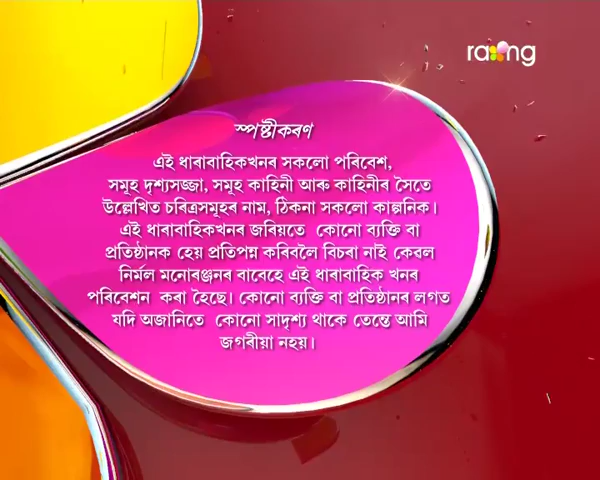 rang
স্পষ্টীকৰণ
এই ধাৰাবাহিকখনৰ সকলো পৰিবেশ,
সমূহ দৃশ্যসজ্জা, সমূহ কাহিনী আৰু কাহিনীৰ সৈতে
উল্লেখিত চৰিত্ৰসমূহৰ নাম, ঠিকনা সকলো কাল্পনিক।
এই ধাৰাবাহিকখনৰ জৰিয়তে কোনো ব্যক্তি বা
প্ৰতিষ্ঠানক হেয় প্ৰতিপন্ন কৰিবলৈ বিচৰা নাই কেৱল
নিৰ্মল মনোৰঞ্জনৰ বাবেহে এই ধাৰাবাহিক খনৰ
পৰিবেশন কৰা হৈছে। কোনো ব্যক্তি বা প্ৰতিষ্ঠানৰ লগত
যদি অজানিতে কোনো সাদৃশ্য থাকে তেন্তে আমি
জগৰীয়া নহয়।